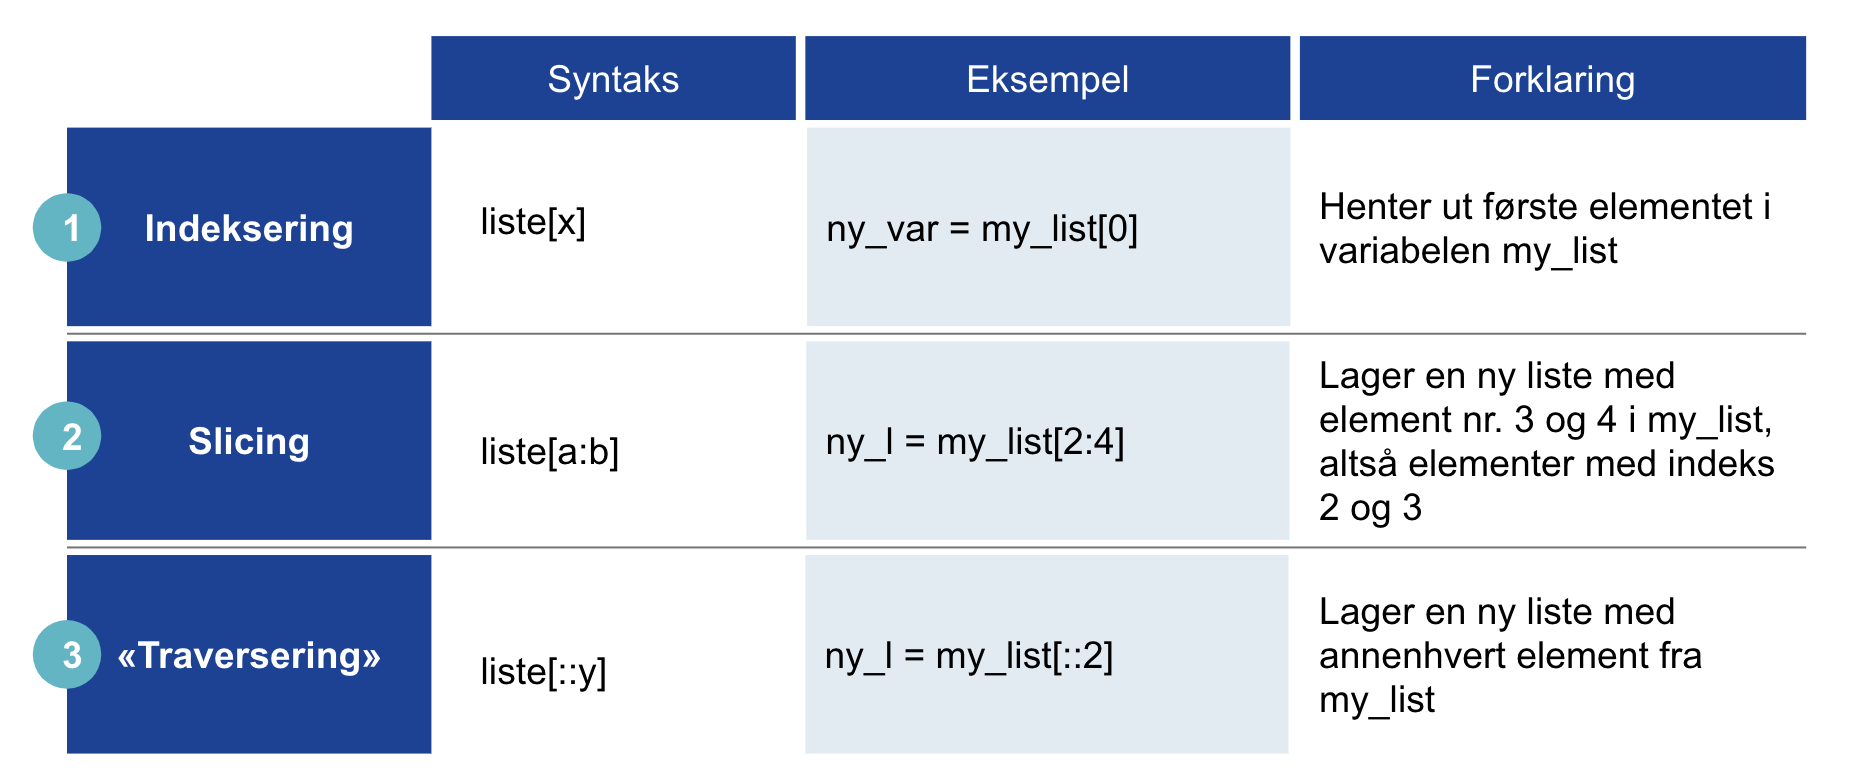 Syntaks
Eksempel
Forklaring
1
Indeksering
liste[x]
ny_var = my_list[0]
Henter ut første elementet i
variabelen my_list
2
Slicing
liste[a:b]
ny_l = my_list[2:4]
Lager en ny liste med
element nr. 3 og 4 i my_list,
altså elementer med indeks
2 og 3
3
«Traversering»
liste[::y]
ny_l = my_list[::2]
Lager en ny liste med
annenhvert element fra
my_list